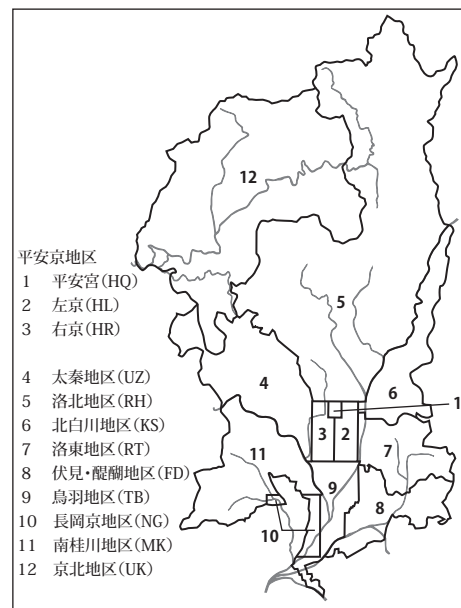 平安京地区
1 平安宮(HQ)
2 左京(HL)
3 右京(HR)
4 太秦地区(UZ)
5 洛北地区(RH)
6 北白川地区(KS)
7 洛東地区(RT)
8 伏見・醍醐地区(FD)
9 鳥羽地区(TB)
10 長岡京地区(NG)
11 南桂川地区(MK)
12 京北地区(UK)
12
5
4
6
1
3
2
11
7
9
8
10